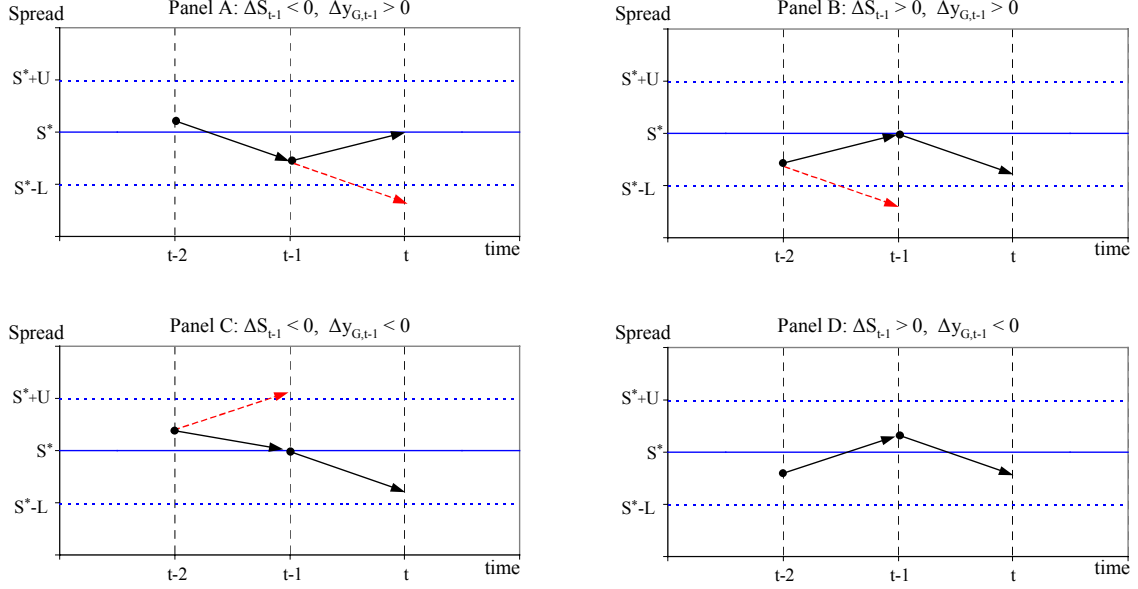 Spread Panel A: ΔS_{t-1} < 0, Δy_{G,t-1} > 0
S*+U
S*
S*-L
t-2 t-1 t time
Spread Panel B: ΔS_{t-1} > 0, Δy_{G,t-1} > 0
S*+U
S*
S*-L
t-2 t-1 t time
Spread Panel C: ΔS_{t-1} < 0, Δy_{G,t-1} < 0
S*+U
S*
S*-L
t-2 t-1 t time
Spread Panel D: ΔS_{t-1} > 0, Δy_{G,t-1} < 0
S*+U
S*
S*-L
t-2 t-1 t time